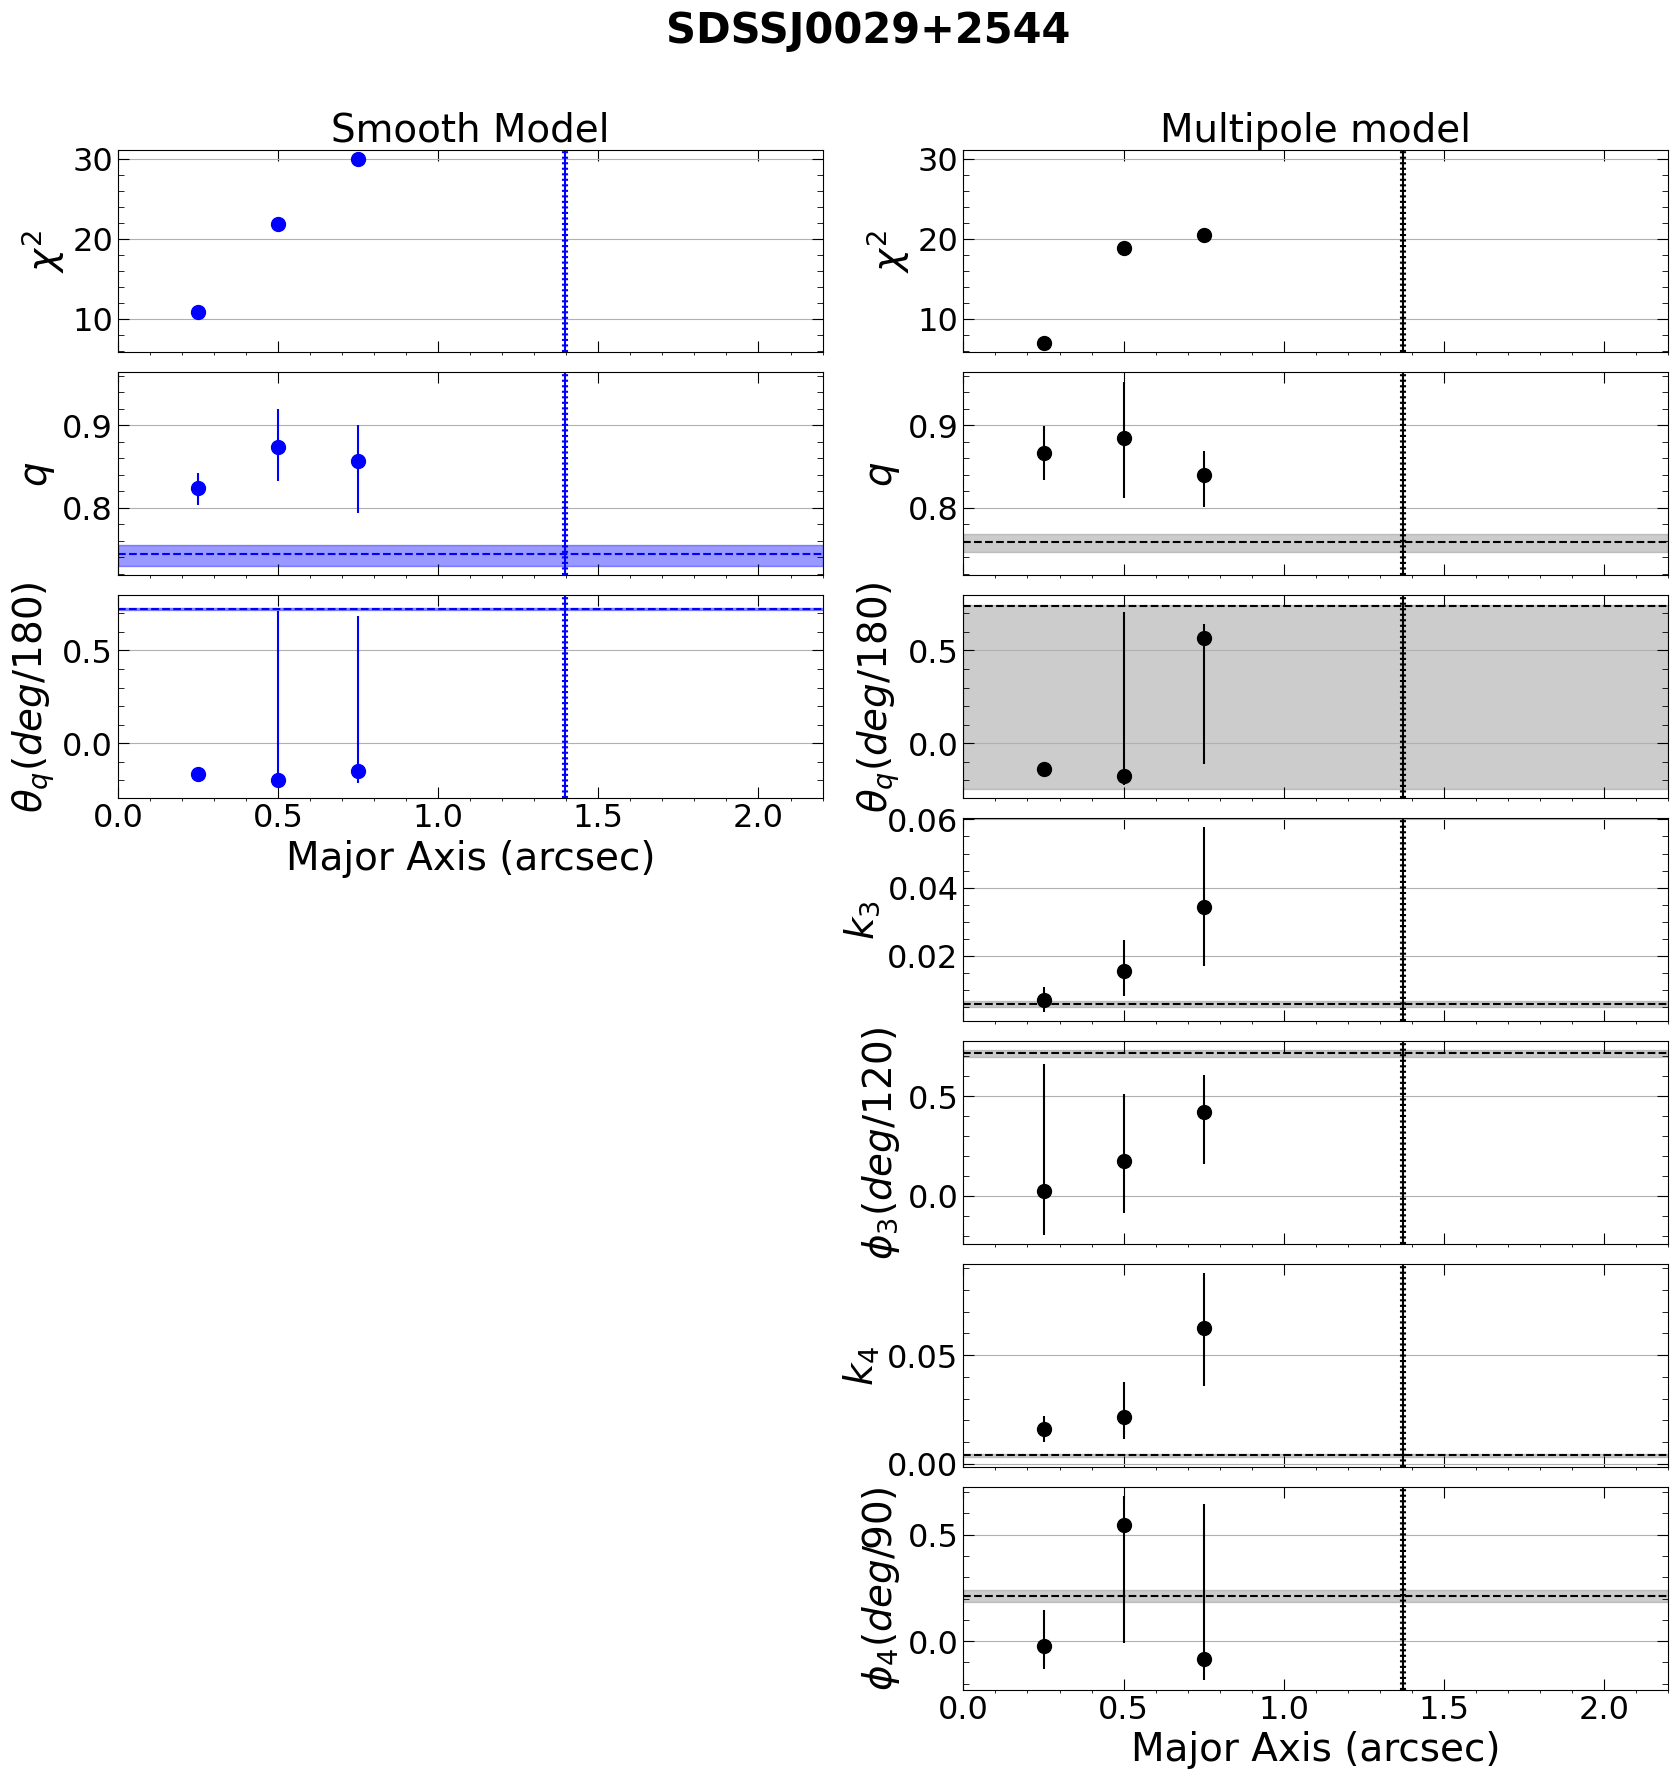 SDSSJ0029+2544
Smooth Model
Multipole model
30
20
10
χ²
30
20
10
χ²
0.9
0.8
q
0.9
0.8
q
0.5
0.0
θ_q(deg/180)
0.0 0.5 1.0 1.5 2.0
Major Axis (arcsec)
0.5
0.0
θ_q(deg/180)
0.06
0.04
0.02
k₃
0.5
0.0
ϕ₃(deg/120)
0.05
0.00
k₄
0.5
0.0
ϕ₄(deg/90)
0.0 0.5 1.0 1.5 2.0
Major Axis (arcsec)